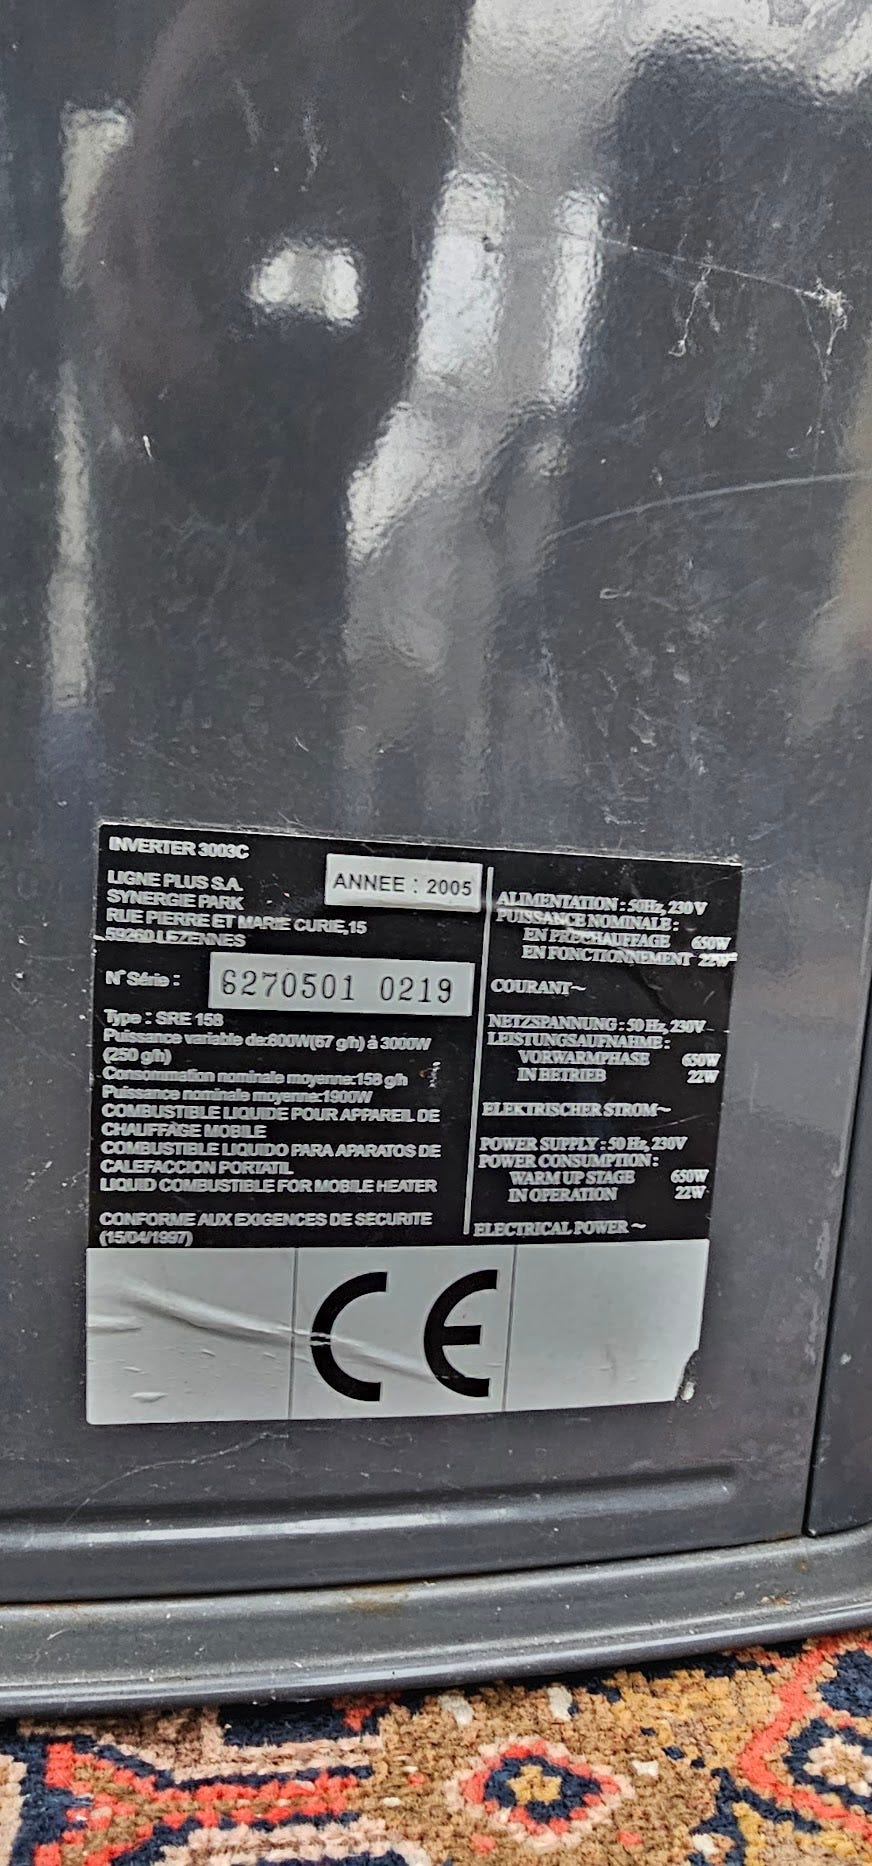 INVERTER 3003C
LIGNE PLUS S.A.
SYNERGIE PARK
RUE PIERRE ET MARIE CURIE,15
59260 LEZENNES
ANNEE : 2005
N° Série :
6270501 0219
Type : SRE 158
Puissance variable de:800W(67 g/h) à 3000W
(250 g/h)
Consommation nominale moyenne:158 g/h
Puissance nominale moyenne:1900W
COMBUSTIBLE LIQUIDE POUR APPAREIL DE
CHAUFFAGE MOBILE
COMBUSTIBLE LIQUIDO PARA APARATOS DE
CALEFACCION PORTATIL
LIQUID COMBUSTIBLE FOR MOBILE HEATER
CONFORME AUX EXIGENCES DE SECURITE
(15/04/1997)
ALIMENTATION : 50Hz, 230V
PUISSANCE NOMINALE :
EN PRECHAUFFAGE 650W
EN FONCTIONNEMENT 22W
COURANT~
NETZSPANNUNG : 50 Hz, 230V
LEISTUNGSAUFNAHME :
VORWARMPHASE 650W
IN BETRIEB 22W
ELEKTRISCHER STROM~
POWER SUPPLY : 50 Hz, 230V
POWER CONSUMPTION :
WARM UP STAGE 650W
IN OPERATION 22W
ELECTRICAL POWER ~
CE